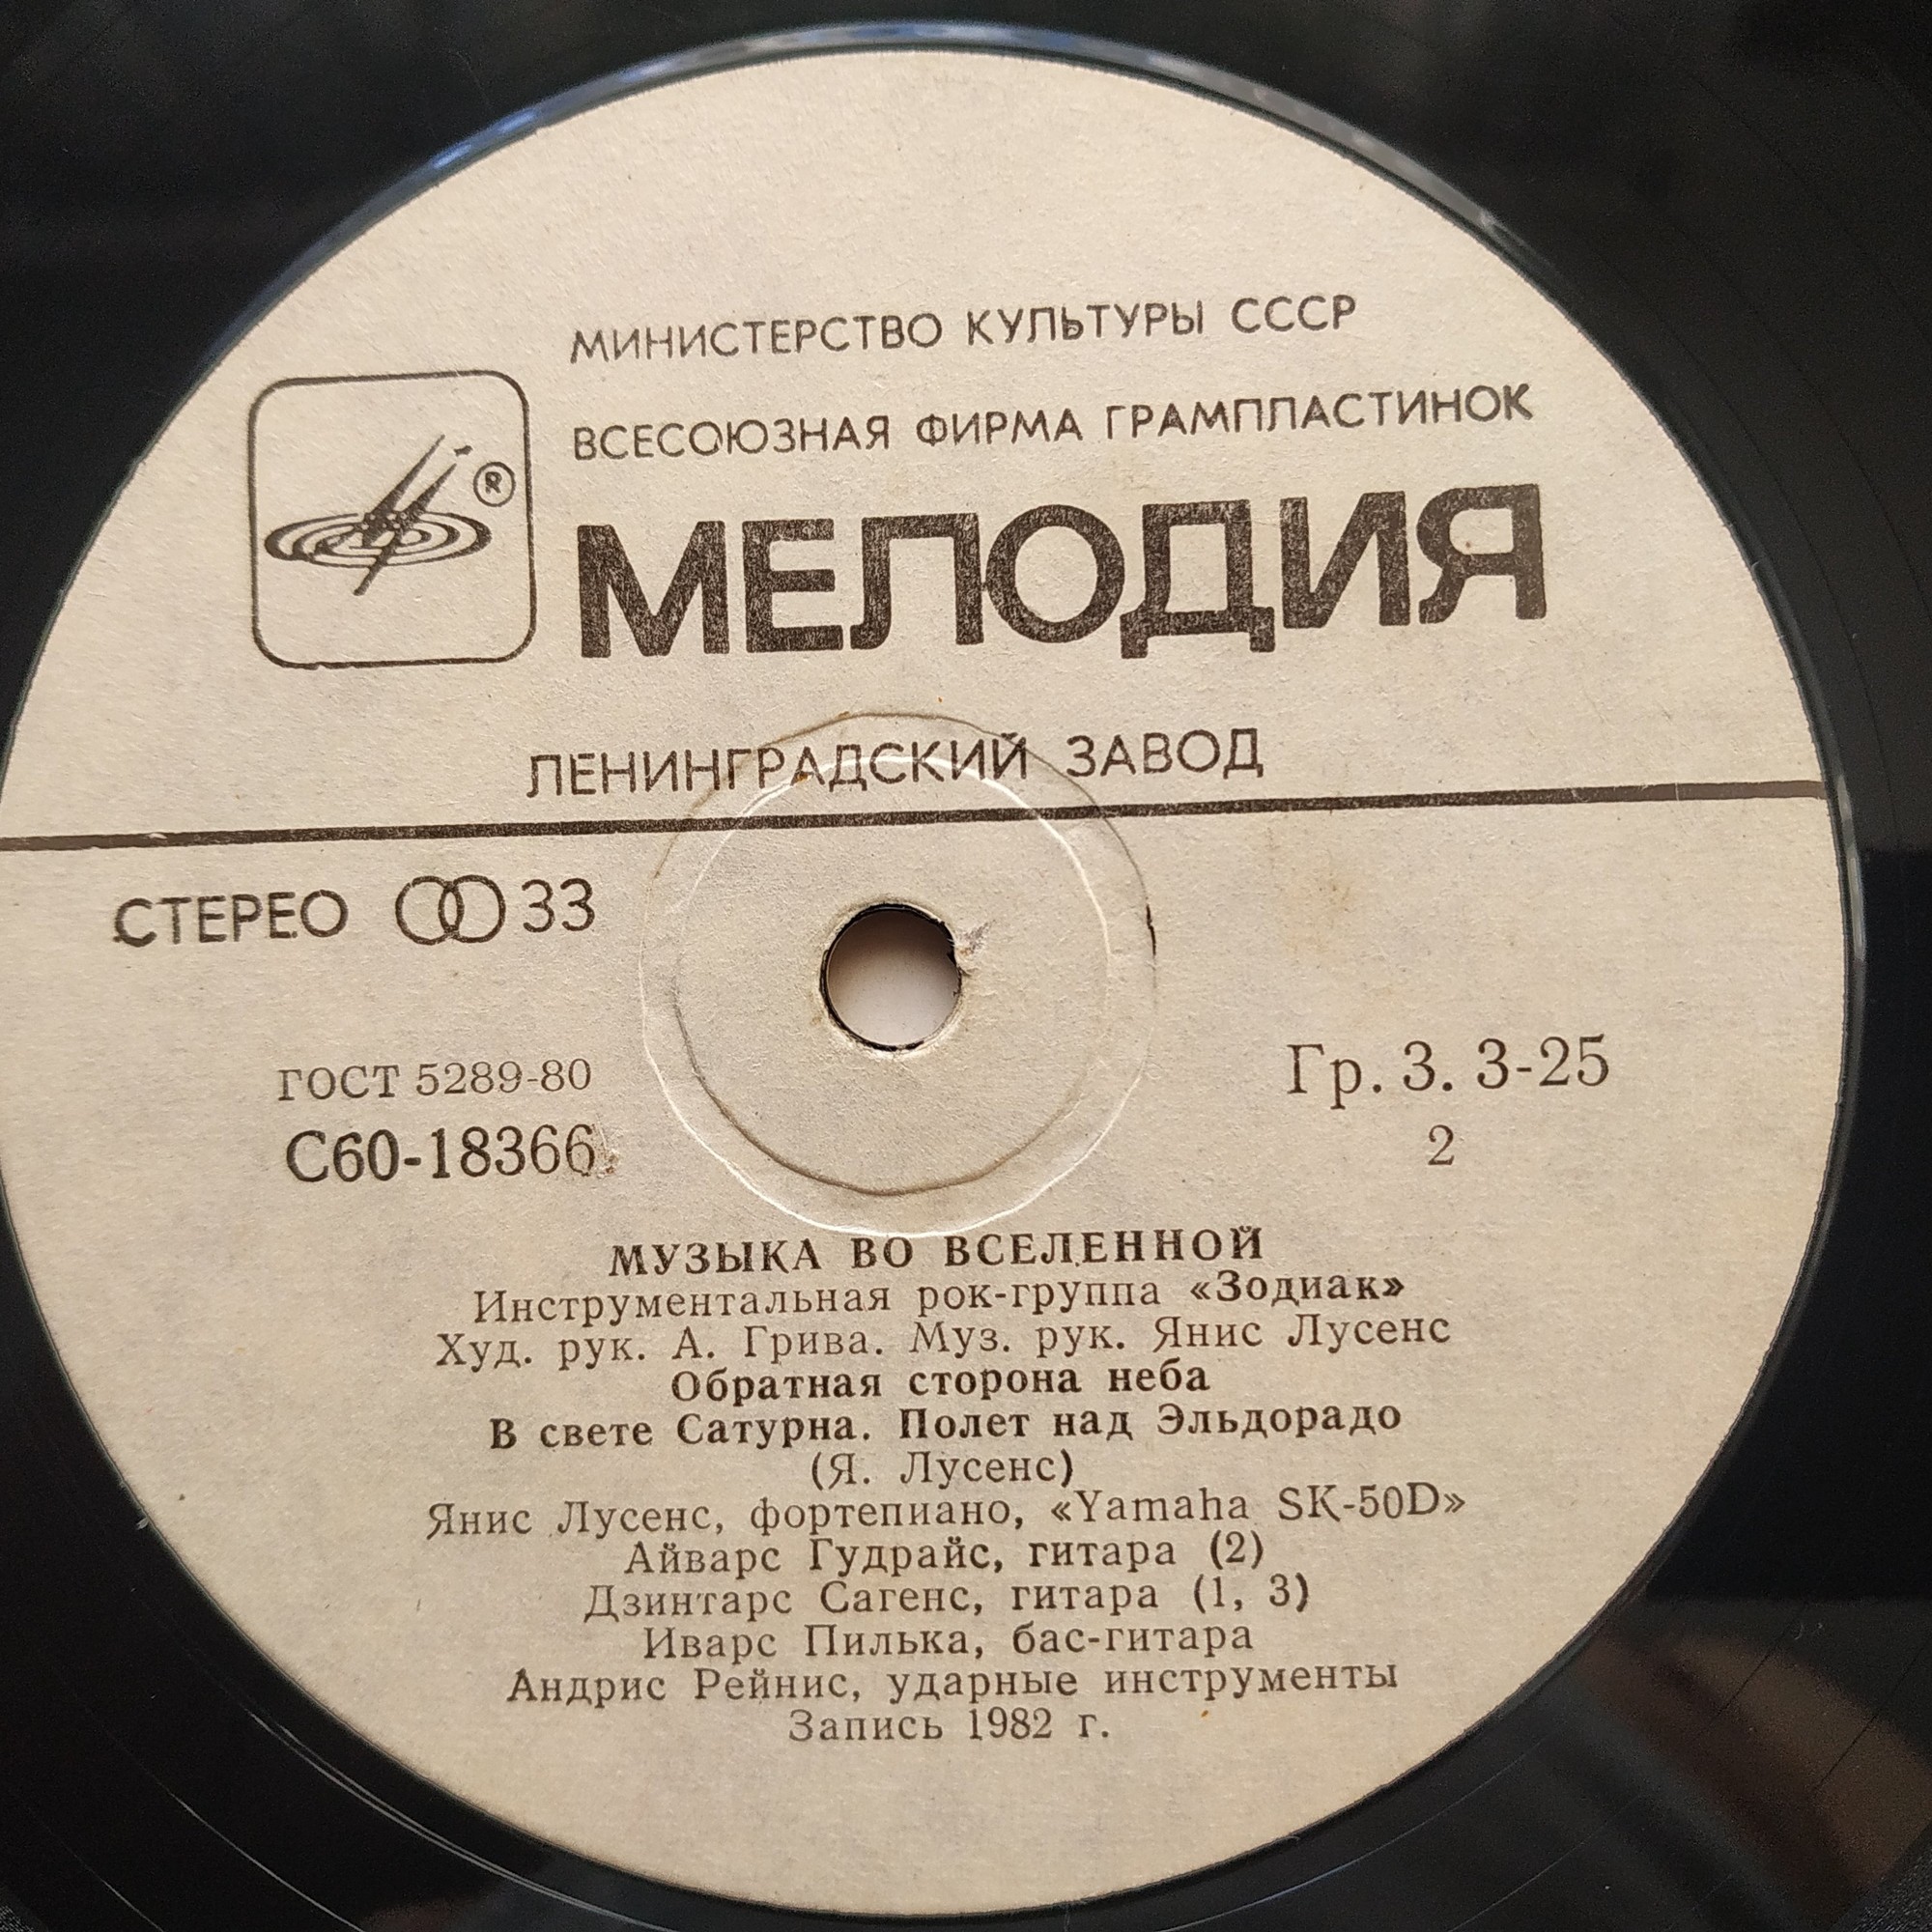 МИНИСТЕРСТВО КУЛЬТУРЫ СССР
ВСЕСОЮЗНАЯ ФИРМА ГРАМПЛАСТИНОК
®
МЕЛОДИЯ
ЛЕНИНГРАДСКИЙ ЗАВОД
СТЕРЕО 33
ГОСТ 5289-80
Гр. 3. 3-25
С60-18366
2
МУЗЫКА ВО ВСЕЛЕННОЙ
Инструментальная рок-группа «Зодиак»
Худ. рук. А. Грива. Муз. рук. Янис Лусенс
Обратная сторона неба
В свете Сатурна. Полет над Эльдорадо
(Я. Лусенс)
Янис Лусенс, фортепиано, «Yamaha SK-50D»
Айварс Гудрайс, гитара (2)
Дзинтарс Сагенс, гитара (1, 3)
Иварс Пилька, бас-гитара
Андрис Рейнис, ударные инструменты
Запись 1982 г.